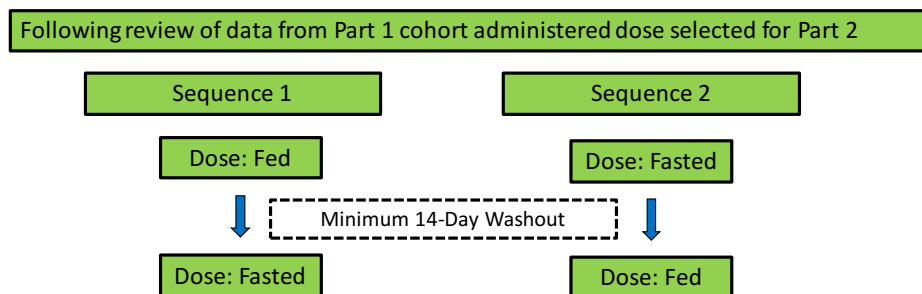 Following review of data from Part 1 cohort administered dose selected for Part 2
Sequence 1
Sequence 2
Dose: Fed
Dose: Fasted
Minimum 14-Day Washout
Dose: Fasted
Dose: Fed